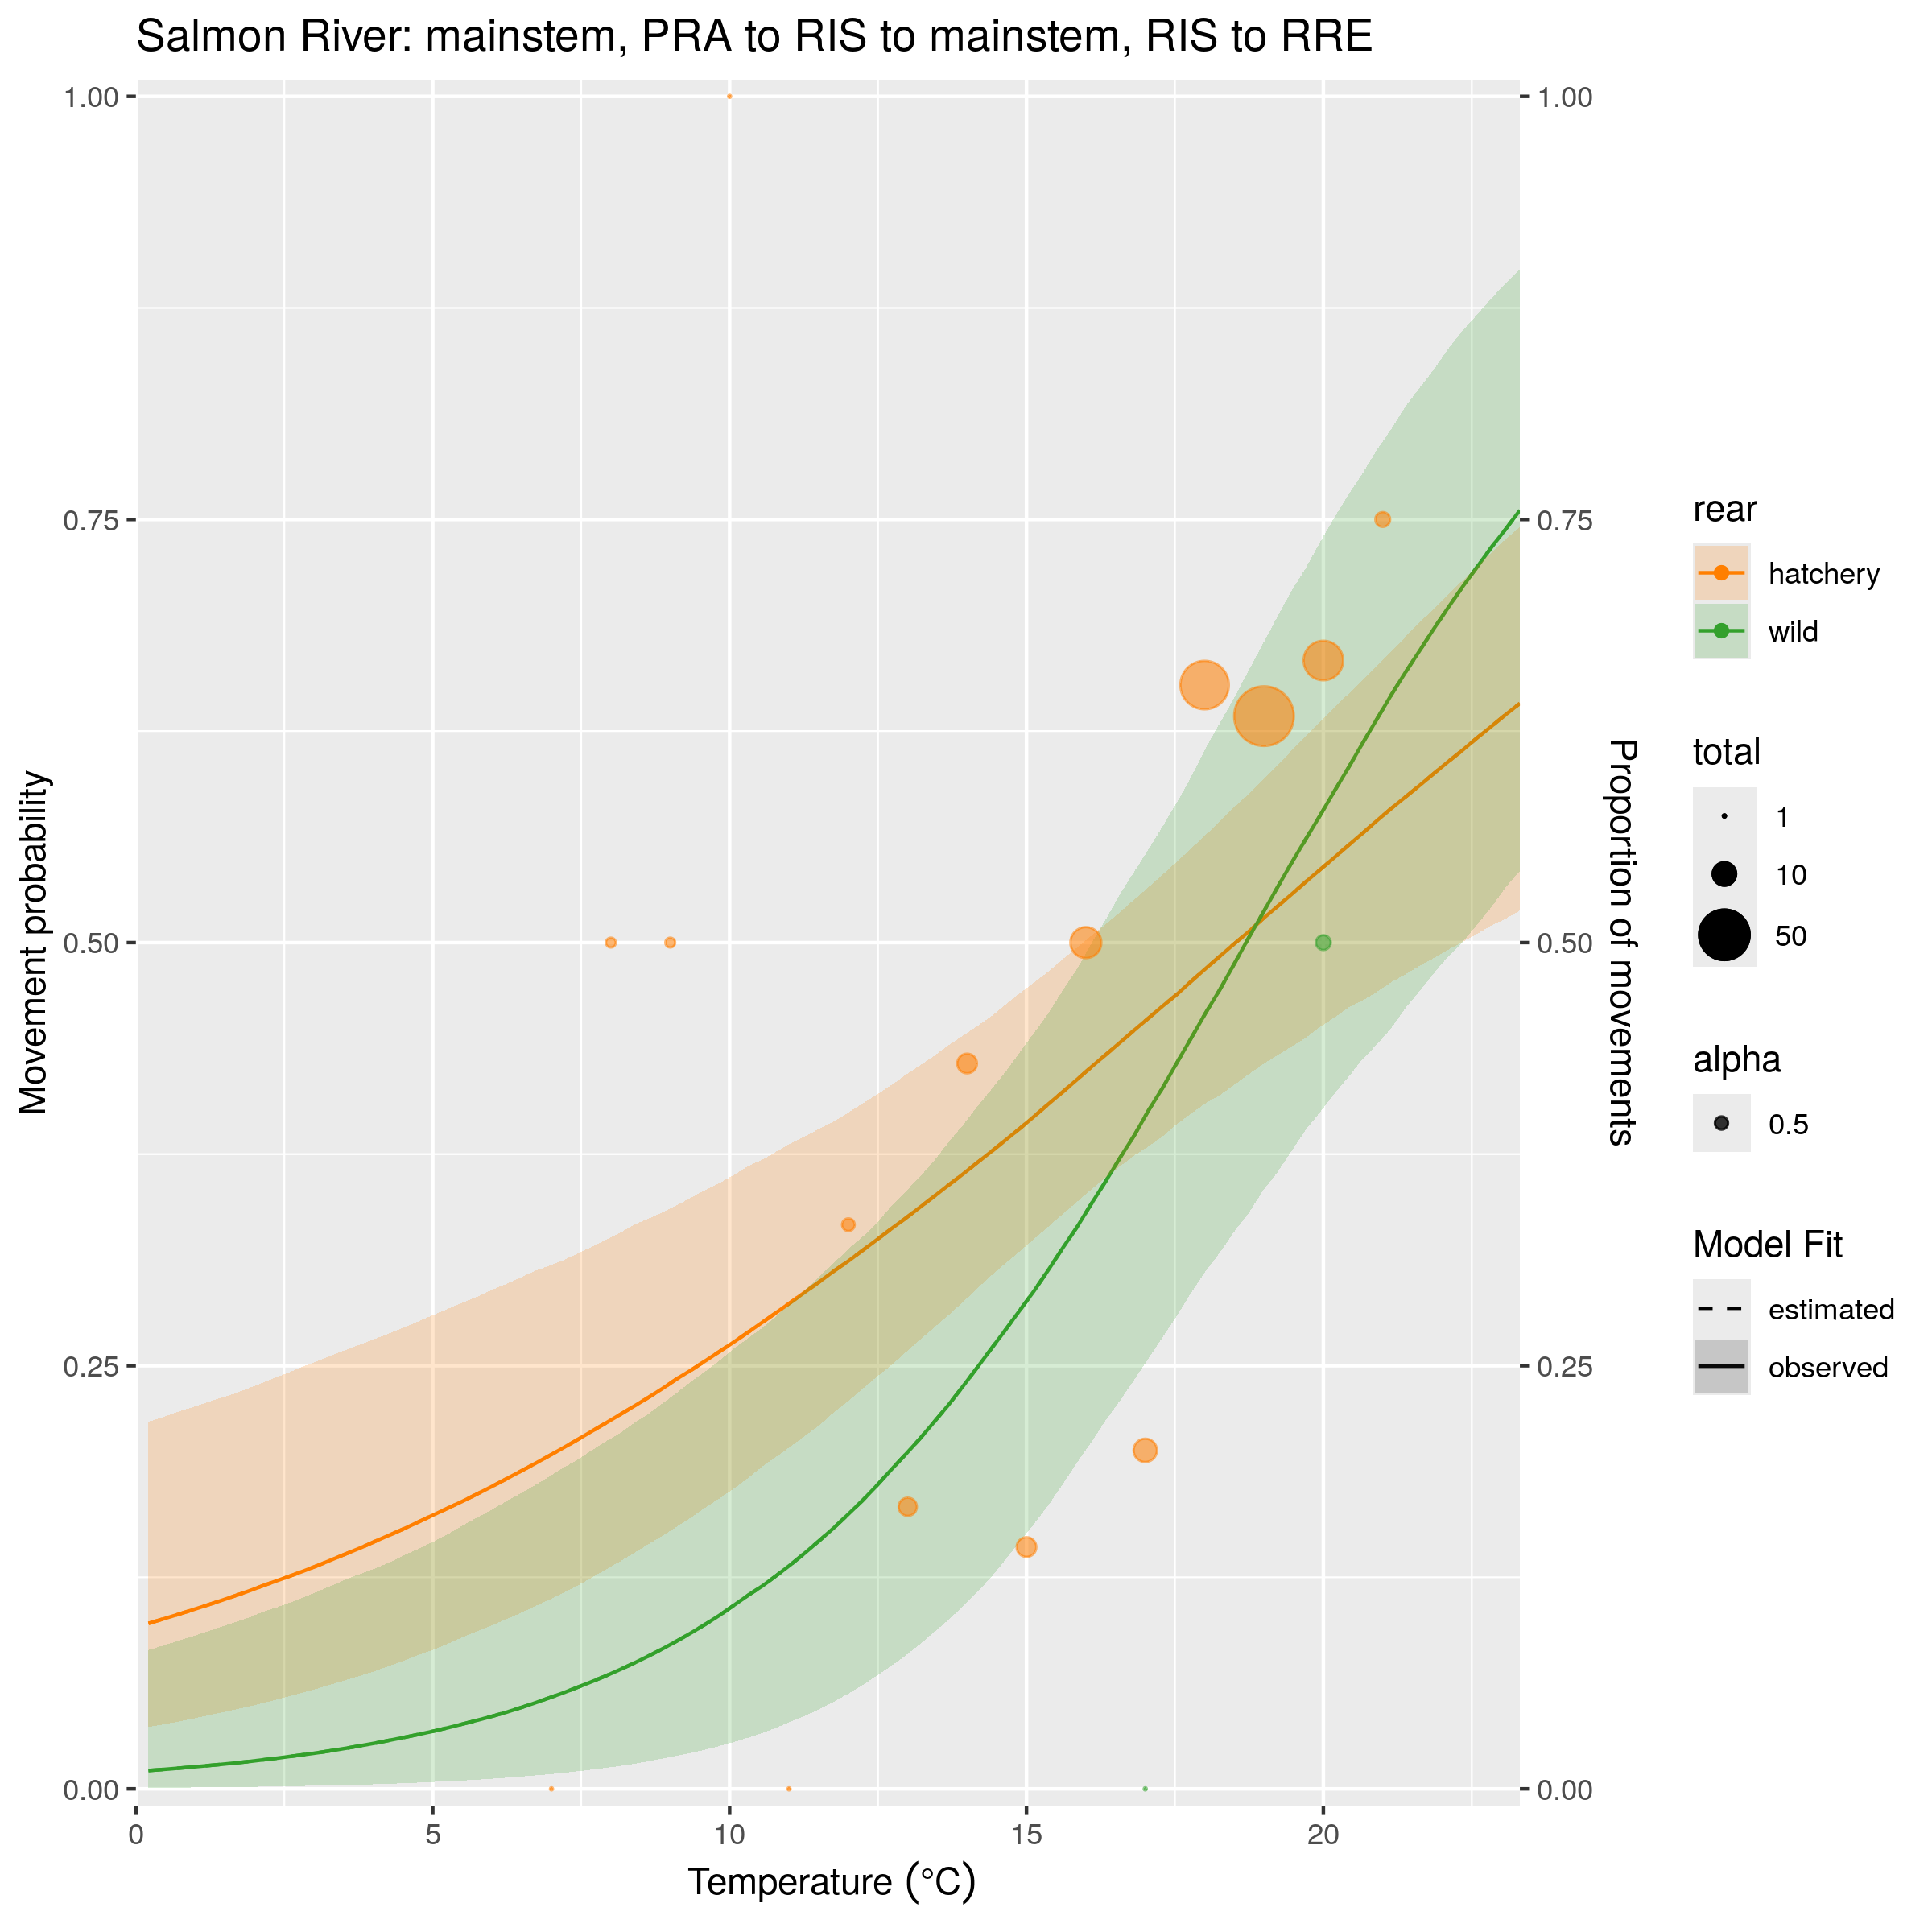 Salmon River: mainstem, PRA to RIS to mainstem, RIS to RRE
Movement probability
1.00
0.75
0.50
0.25
0.00
0
5
10
15
20
Temperature (°C)
1.00
0.75
0.50
0.25
0.00
Proportion of movements
rear
hatchery
wild
total
1
10
50
alpha
0.5
Model Fit
estimated
observed